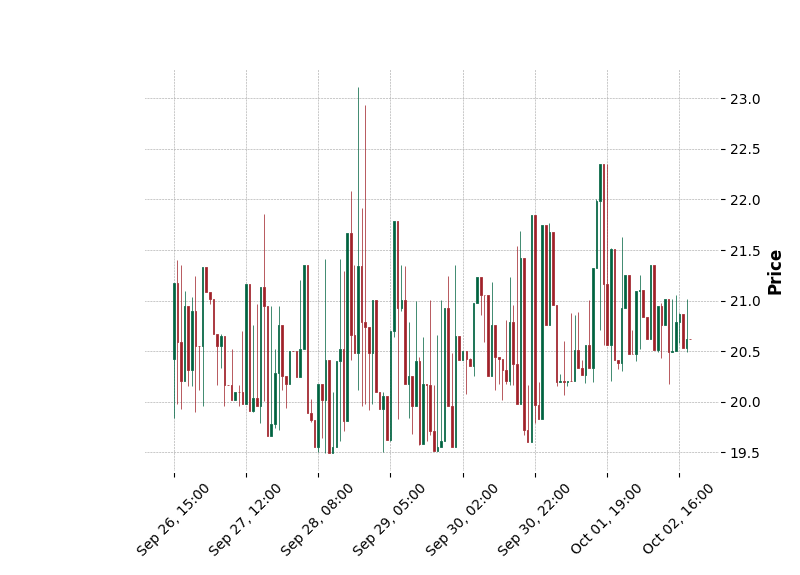 23.0
22.5
22.0
21.5
21.0
20.5
20.0
19.5
Price
Sep 26, 15:00
Sep 27, 12:00
Sep 28, 08:00
Sep 29, 05:00
Sep 30, 02:00
Sep 30, 22:00
Oct 01, 19:00
Oct 02, 16:00